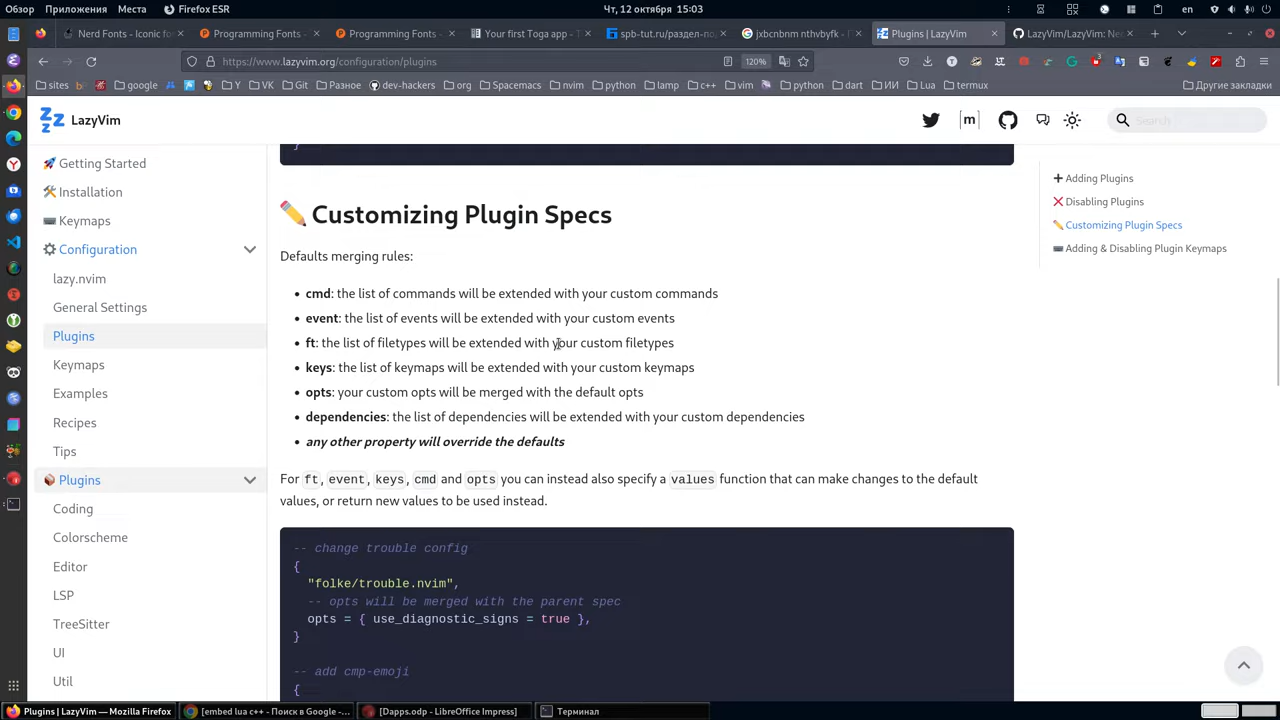 Обзор Приложения Места Firefox ESR Чт, 12 октября 15:03 en
Nerd Fonts - Iconic fo Programming Fonts - Programming Fonts - Your first Toga app - T spb-tut.ru/раздел-по. jxbcnbnm nthvbyfk - П Plugins | LazyVim LazyVim/LazyVim: Ne
https://www.lazyvim.org/configuration/plugins 120%
sites b google Y VK Git Разное dev-hackers org Spacemacs nvim python lamp c++ vim python dart ИИ Lua termux Другие закладки
LazyVim Search
Getting Started
Installation
Keymaps
Configuration
lazy.nvim
General Settings
Plugins
Keymaps
Examples
Recipes
Tips
Plugins
Coding
Colorscheme
Editor
LSP
TreeSitter
UI
Util
}
Customizing Plugin Specs
Defaults merging rules:
• cmd: the list of commands will be extended with your custom commands
• event: the list of events will be extended with your custom events
• ft: the list of filetypes will be extended with your custom filetypes
• keys: the list of keymaps will be extended with your custom keymaps
• opts: your custom opts will be merged with the default opts
• dependencies: the list of dependencies will be extended with your custom dependencies
• any other property will override the defaults
For ft, event, keys, cmd and opts you can instead also specify a values function that can make changes to the default
values, or return new values to be used instead.
-- change trouble config
{
"folke/trouble.nvim",
-- opts will be merged with the parent spec
opts = { use_diagnostic_signs = true },
}
-- add cmp-emoji
{
Adding Plugins
Disabling Plugins
Customizing Plugin Specs
Adding & Disabling Plugin Keymaps
Plugins | LazyVim — Mozilla Firefox [embed lua c++ - Поиск в Google -... [Dapps.odp - LibreOffice Impress] Терминал